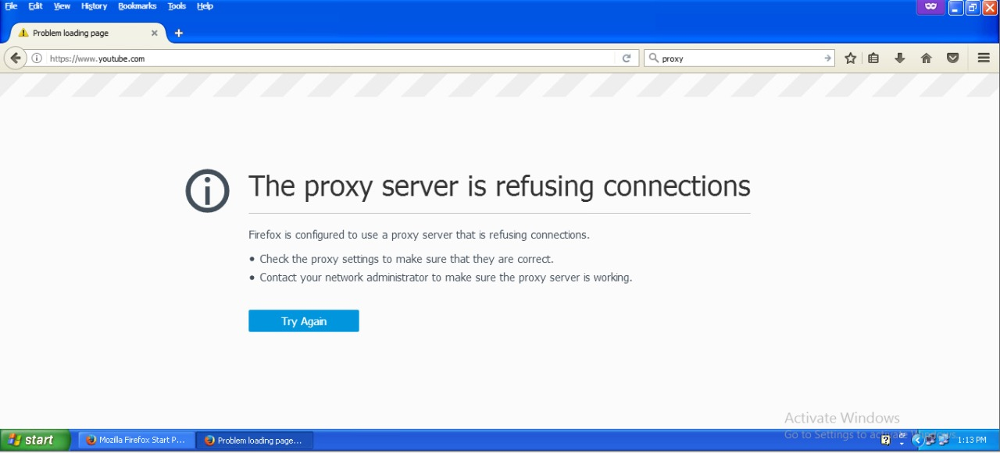 File Edit View History Bookmarks Tools Help
Problem loading page
https://www.youtube.com
proxy
The proxy server is refusing connections
Firefox is configured to use a proxy server that is refusing connections.
• Check the proxy settings to make sure that they are correct.
• Contact your network administrator to make sure the proxy server is working.
Try Again
Activate Windows
Go to Settings to activate Windows.
start Mozilla Firefox Start P... Problem loading page... 1:13 PM